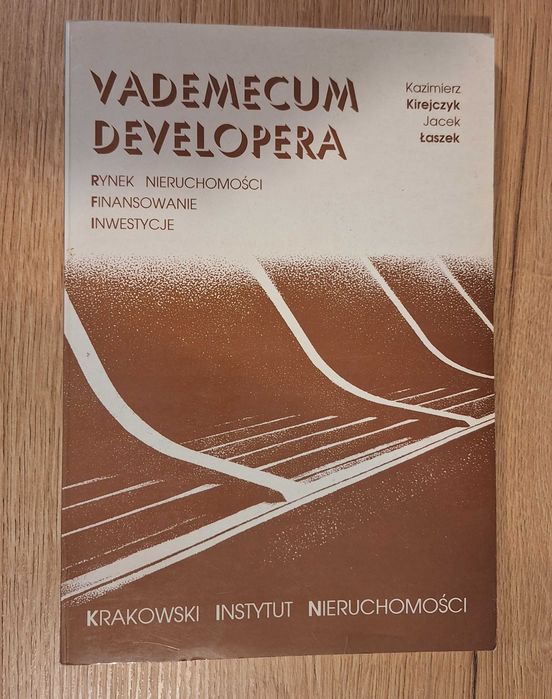 VADEMECUM
DEVELOPERA
Kazimierz
Kirejczyk
Jacek
Łaszek
RYNEK NIERUCHOMOŚCI
FINANSOWANIE
INWESTYCJE
KRAKOWSKI INSTYTUT NIERUCHOMOŚCI